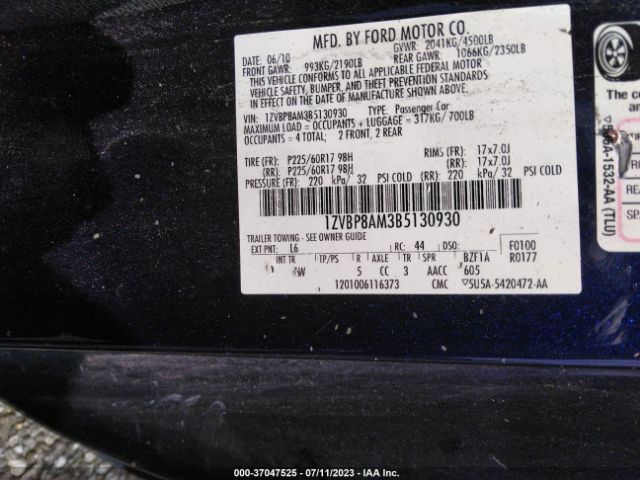 MFD. BY FORD MOTOR CO.
DATE: 06/10 GVWR: 2041KG/4500LB
FRONT GAWR: 993KG/2190LB REAR GAWR: 1066KG/2350LB
THIS VEHICLE CONFORMS TO ALL APPLICABLE FEDERAL MOTOR
VEHICLE SAFETY, BUMPER, AND THEFT PREVENTION STANDARDS IN
EFFECT ON THE DATE OF MANUFACTURE SHOWN ABOVE.
VIN: 1ZVBP8AM3B5130930 TYPE: Passenger Car
MAXIMUM LOAD = OCCUPANTS + LUGGAGE = 317KG/700LB
OCCUPANTS = 4 TOTAL; 2 FRONT, 2 REAR
TIRE (FR): P225/60R17 98H RIMS (FR): 17x7.0J
(RR): P225/60R17 98H (RR): 17x7.0J
PRESSURE (FR): 220 kPa/ 32 PSI COLD (RR): 220 kPa/ 32 PSI COLD
1ZVBP8AM3B5130930
TRAILER TOWING - SEE OWNER GUIDE
EXT PNT: L6 RC: 44 DSO: F0100
INT TR TP/PS R AXLE TR SPR BZF1A R0177
W 5 CC 3 AACC 605
1201006116373 CMC ▽5U5A-5420472-AA
The co
an
REA
SPA
A-1532-AA (TLU)
000-37047525 - 07/11/2023 - IAA Inc.